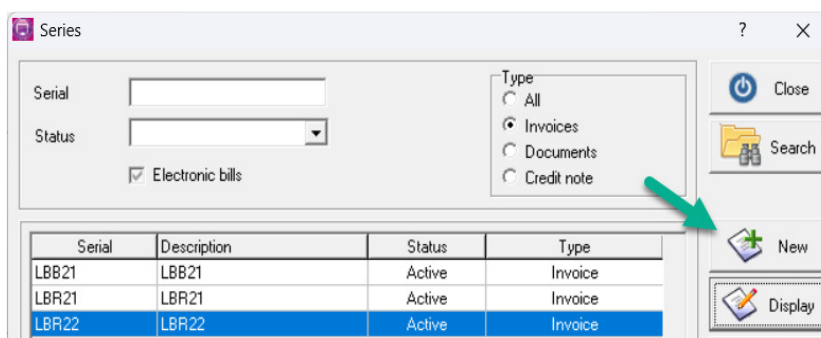 Series
?
Serial
Status
Electronic bills
Type
All
Invoices
Documents
Credit note
Close
Search
New
Display
Serial Description Status Type
LBB21 LBB21 Active Invoice
LBR21 LBR21 Active Invoice
LBR22 LBR22 Active Invoice